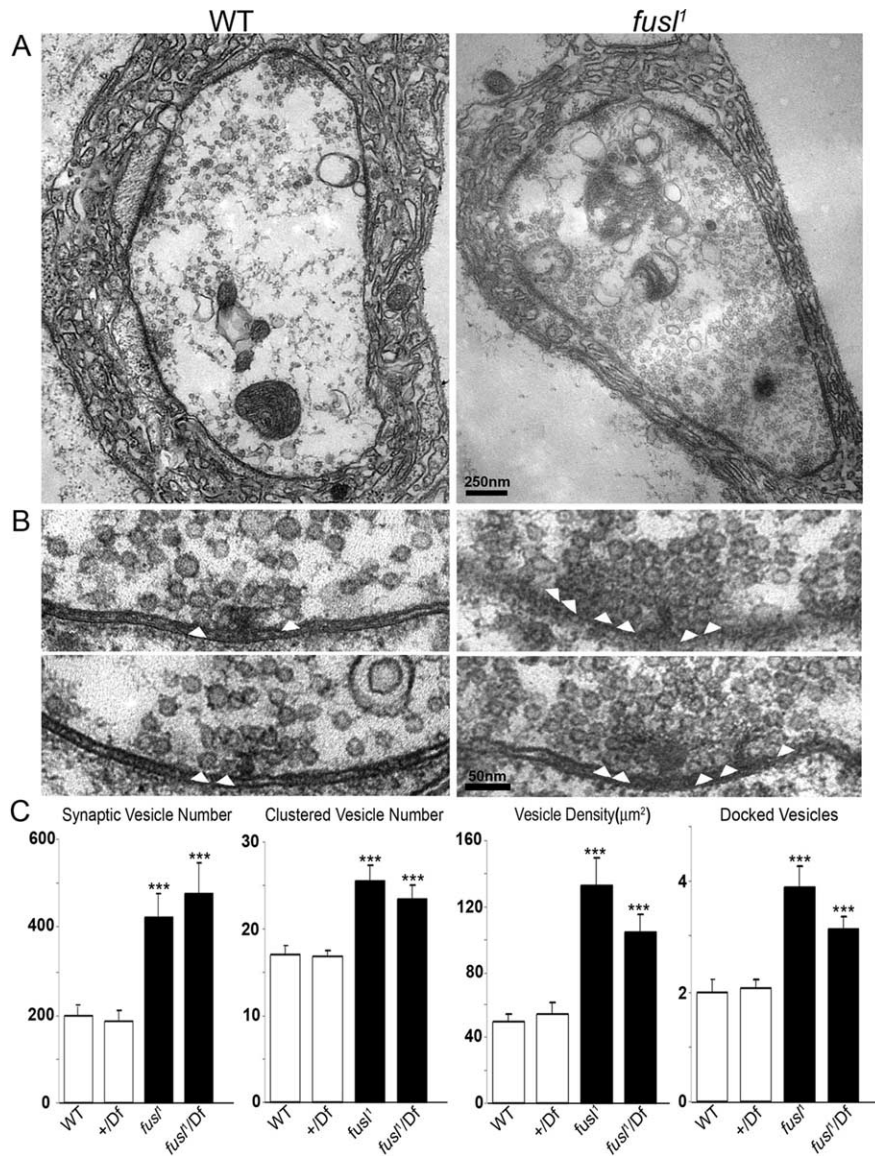 WT fusl¹
A
250nm
B
50nm
C
Synaptic Vesicle Number
600
400
200
0
WT
+/Df
fusl¹
fusl¹/Df
***
***
Clustered Vesicle Number
30
20
10
0
WT
+/Df
fusl¹
fusl¹/Df
***
***
Vesicle Density(μm²)
160
120
80
40
0
WT
+/Df
fusl¹
fusl¹/Df
***
***
Docked Vesicles
4
2
0
WT
+/Df
fusl¹
fusl¹/Df
***
***